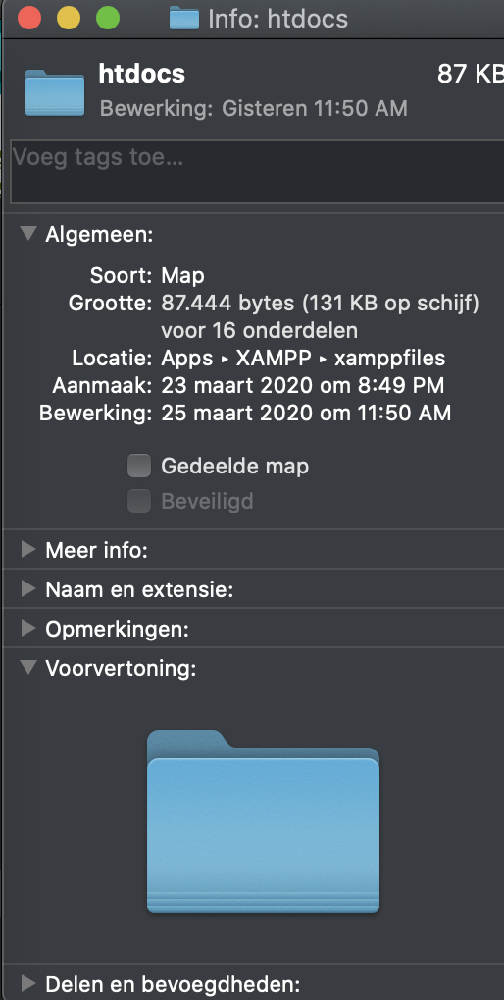 Info: htdocs
htdocs 87 KB
Bewerking: Gisteren 11:50 AM
Voeg tags toe...
Algemeen:
Soort: Map
Grootte: 87.444 bytes (131 KB op schijf)
voor 16 onderdelen
Locatie: Apps ▸ XAMPP ▸ xamppfiles
Aanmaak: 23 maart 2020 om 8:49 PM
Bewerking: 25 maart 2020 om 11:50 AM
Gedeelde map
Beveiligd
Meer info:
Naam en extensie:
Opmerkingen:
Voorvertoning:
Delen en bevoegdheden: